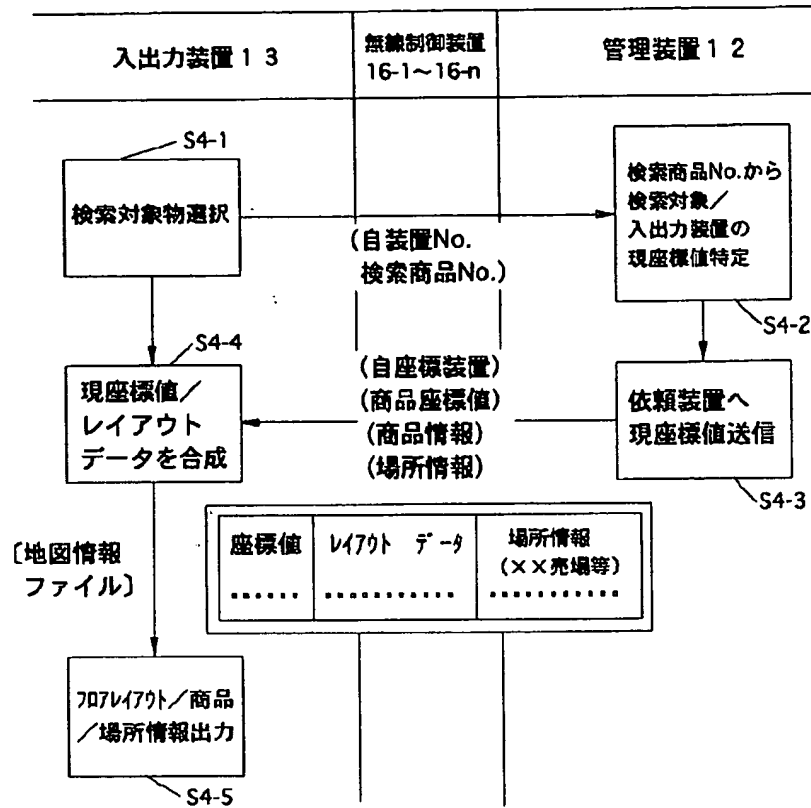 入出力装置１３
無線制御装置
16-1～16-n
管理装置１２
S4-1
検索対象物選択
検索商品No.から
検索対象／
入出力装置の
現座標値特定
S4-2
（自装置No.
検索商品No.）
S4-4
現座標値／
レイアウト
データを合成
（自座標装置）
（商品座標値）
（商品情報）
（場所情報）
依頼装置へ
現座標値送信
S4-3
〔地図情報
ファイル〕
座標値
ﾚｲｱｳﾄ ﾃﾞｰﾀ
場所情報
（××売場等）
......
...........
...........
ﾌﾛｱﾚｲｱｳﾄ／商品
／場所情報出力
S4-5